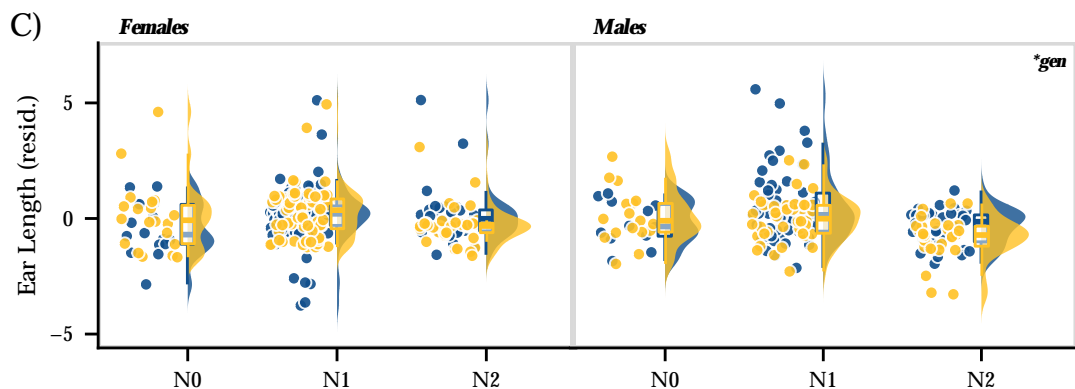 C)
Females
Males
*gen
Ear Length (resid.)
5
0
−5
N0
N1
N2
N0
N1
N2